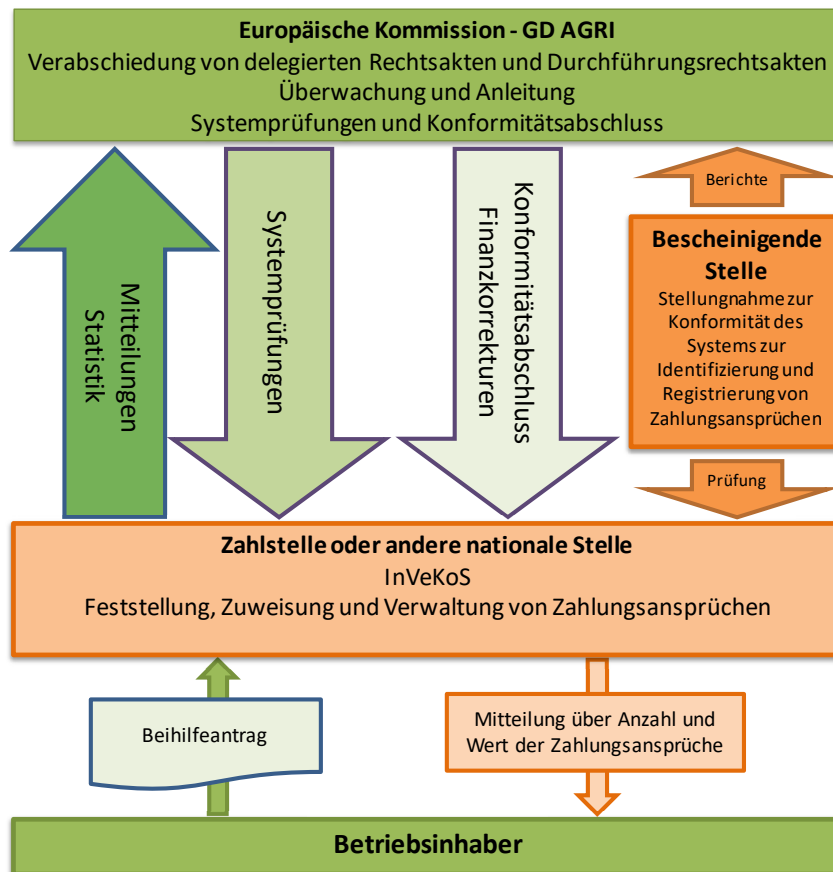 Europäische Kommission - GD AGRI
Verabschiedung von delegierten Rechtsakten und Durchführungsrechtsakten
Überwachung und Anleitung
Systemprüfungen und Konformitätsabschluss
Mitteilungen
Statistik
Systemprüfungen
Konformitätsabschluss
Finanzkorrekturen
Berichte
Bescheinigende
Stelle
Stellungnahme zur
Konformität des
Systems zur
Identifizierung und
Registrierung von
Zahlungsansprüchen
Prüfung
Zahlstelle oder andere nationale Stelle
InVeKoS
Feststellung, Zuweisung und Verwaltung von Zahlungsansprüchen
Beihilfeantrag
Mitteilung über Anzahl und
Wert der Zahlungsansprüche
Betriebsinhaber